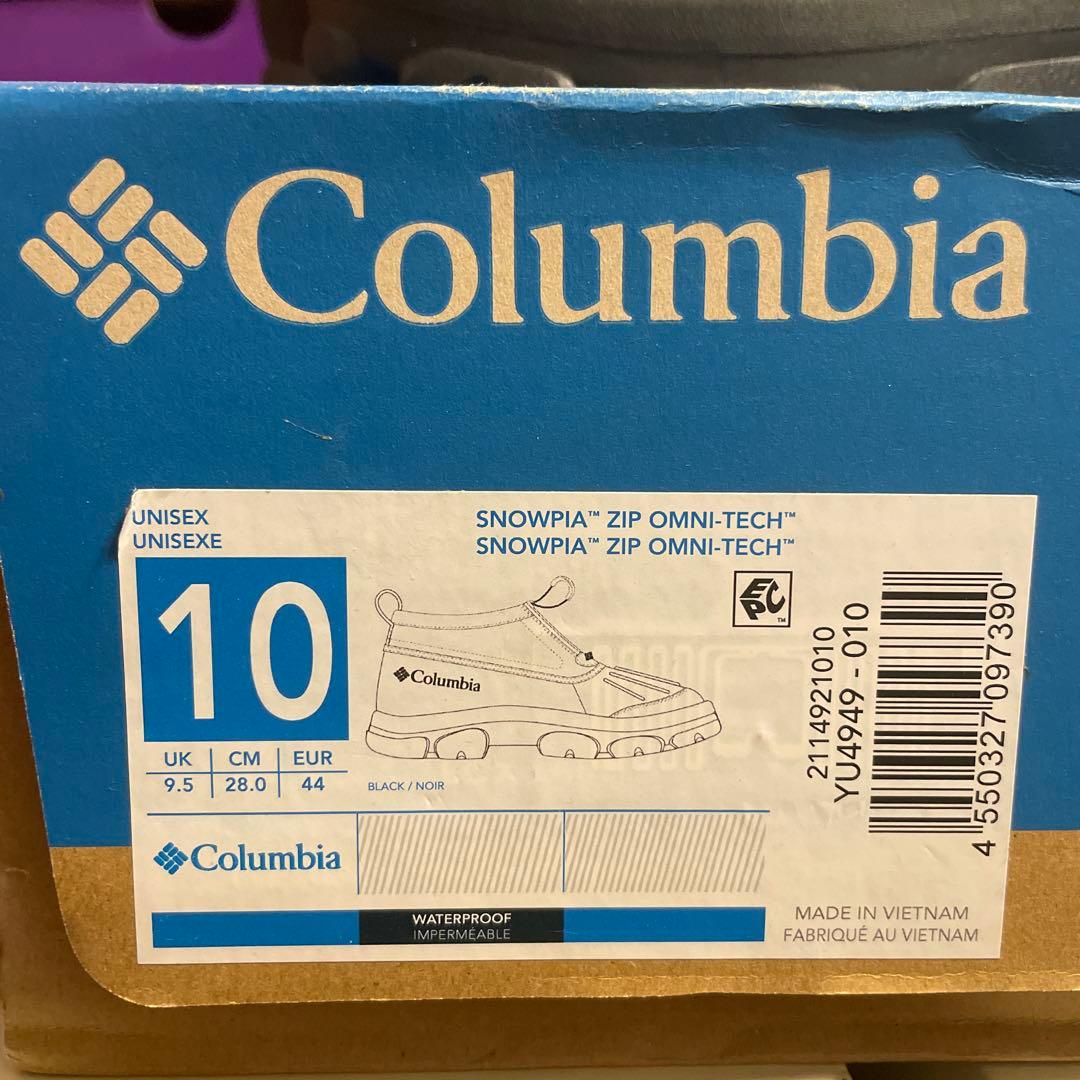 Columbia
UNISEX
UNISEXE
SNOWPIA™ ZIP OMNI-TECH™
SNOWPIA™ ZIP OMNI-TECH™
10
EPC™
Columbia
UK CM EUR
9.5 28.0 44
BLACK / NOIR
2114921010
YU4949-010
4 550327 097390
Columbia
WATERPROOF
IMPERMÉABLE
MADE IN VIETNAM
FABRIQUÉ AU VIETNAM